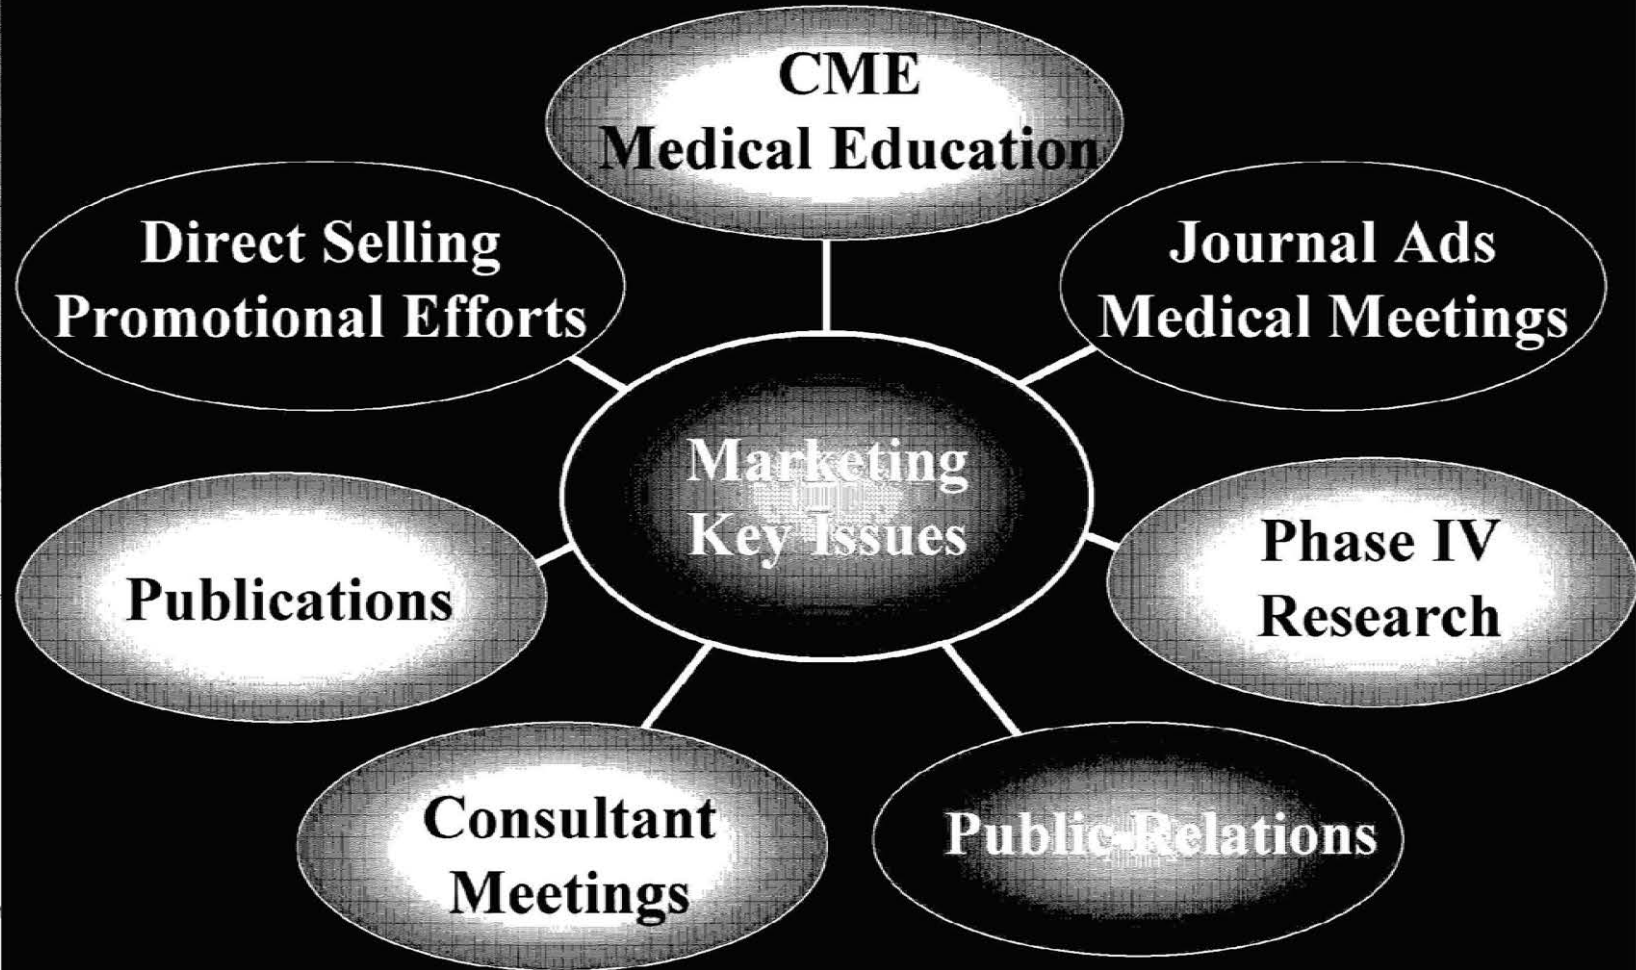 CME
Medical Education
Direct Selling
Promotional Efforts
Journal Ads
Medical Meetings
Marketing
Key Issues
Publications
Phase IV
Research
Consultant
Meetings
Public Relations